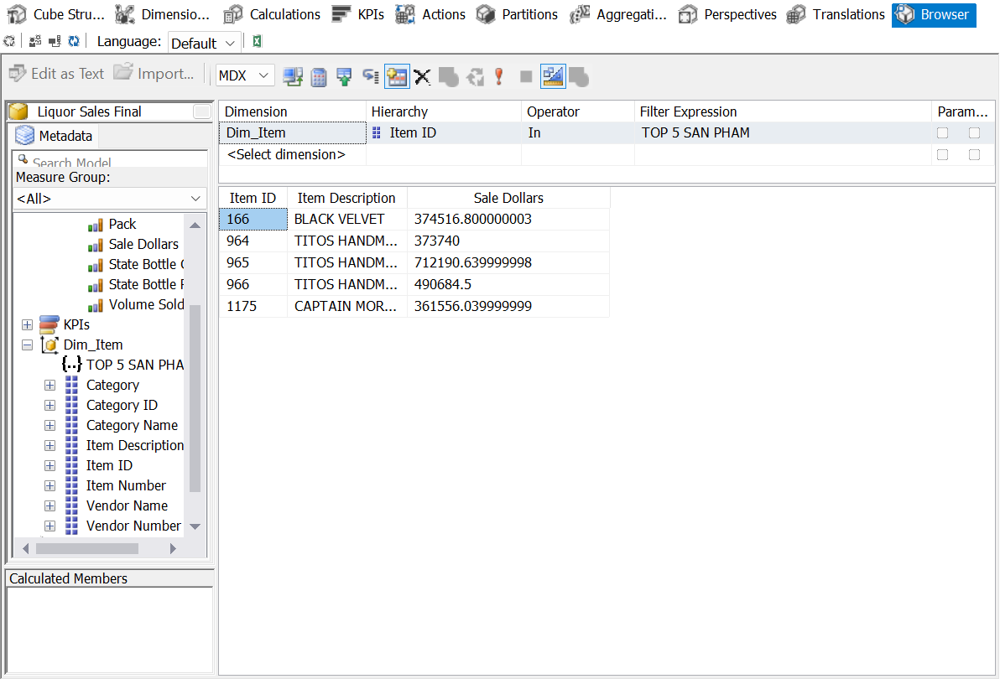 Cube Stru... Dimensio... Calculations KPIs Actions Partitions Aggregati... Perspectives Translations Browser
Language: Default
Edit as Text Import... MDX
Liquor Sales Final
Metadata
Search Model
Measure Group:
<All>
Pack
Sale Dollars
State Bottle
State Bottle
Volume Sold
KPIs
Dim_Item
TOP 5 SAN PHA
Category
Category ID
Category Name
Item Description
Item ID
Item Number
Vendor Name
Vendor Number
Calculated Members
Dimension Hierarchy Operator Filter Expression Param...
Dim_Item Item ID In TOP 5 SAN PHAM
<Select dimension>
Item ID Item Description Sale Dollars
166 BLACK VELVET 374516.800000003
964 TITOS HANDM... 373740
965 TITOS HANDM... 712190.639999998
966 TITOS HANDM... 490684.5
1175 CAPTAIN MOR... 361556.039999999